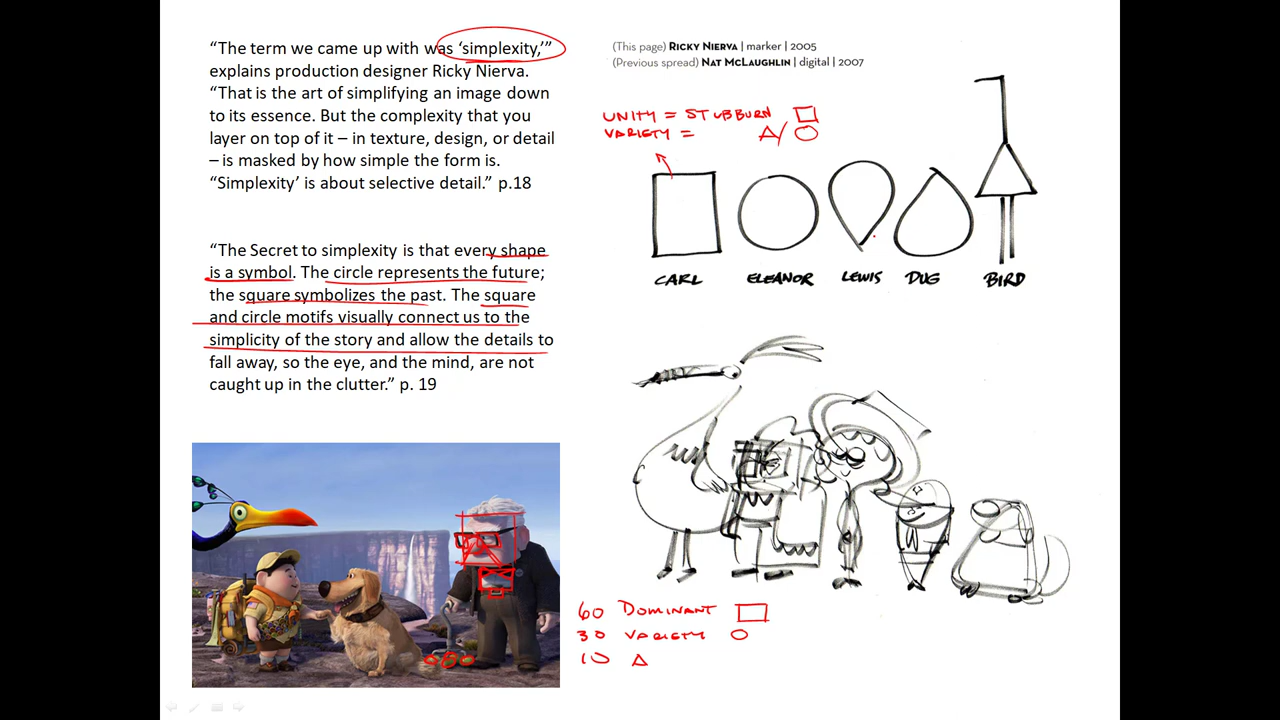 “The term we came up with was ‘simplexity,’”
explains production designer Ricky Nierva.
“That is the art of simplifying an image down
to its essence. But the complexity that you
layer on top of it – in texture, design, or detail
– is masked by how simple the form is.
“Simplexity’ is about selective detail.” p.18
“The Secret to simplexity is that every shape
is a symbol. The circle represents the future;
the square symbolizes the past. The square
and circle motifs visually connect us to the
simplicity of the story and allow the details to
fall away, so the eye, and the mind, are not
caught up in the clutter.” p. 19
(This page) RICKY NIERVA | marker | 2005
(Previous spread) NAT MCLAUGHLIN | digital | 2007
UNITY = STUBBURN
VARIETY =
CARL ELEANOR LEWIS DUG BIRD
60 DOMINANT
30 VARIETY
10